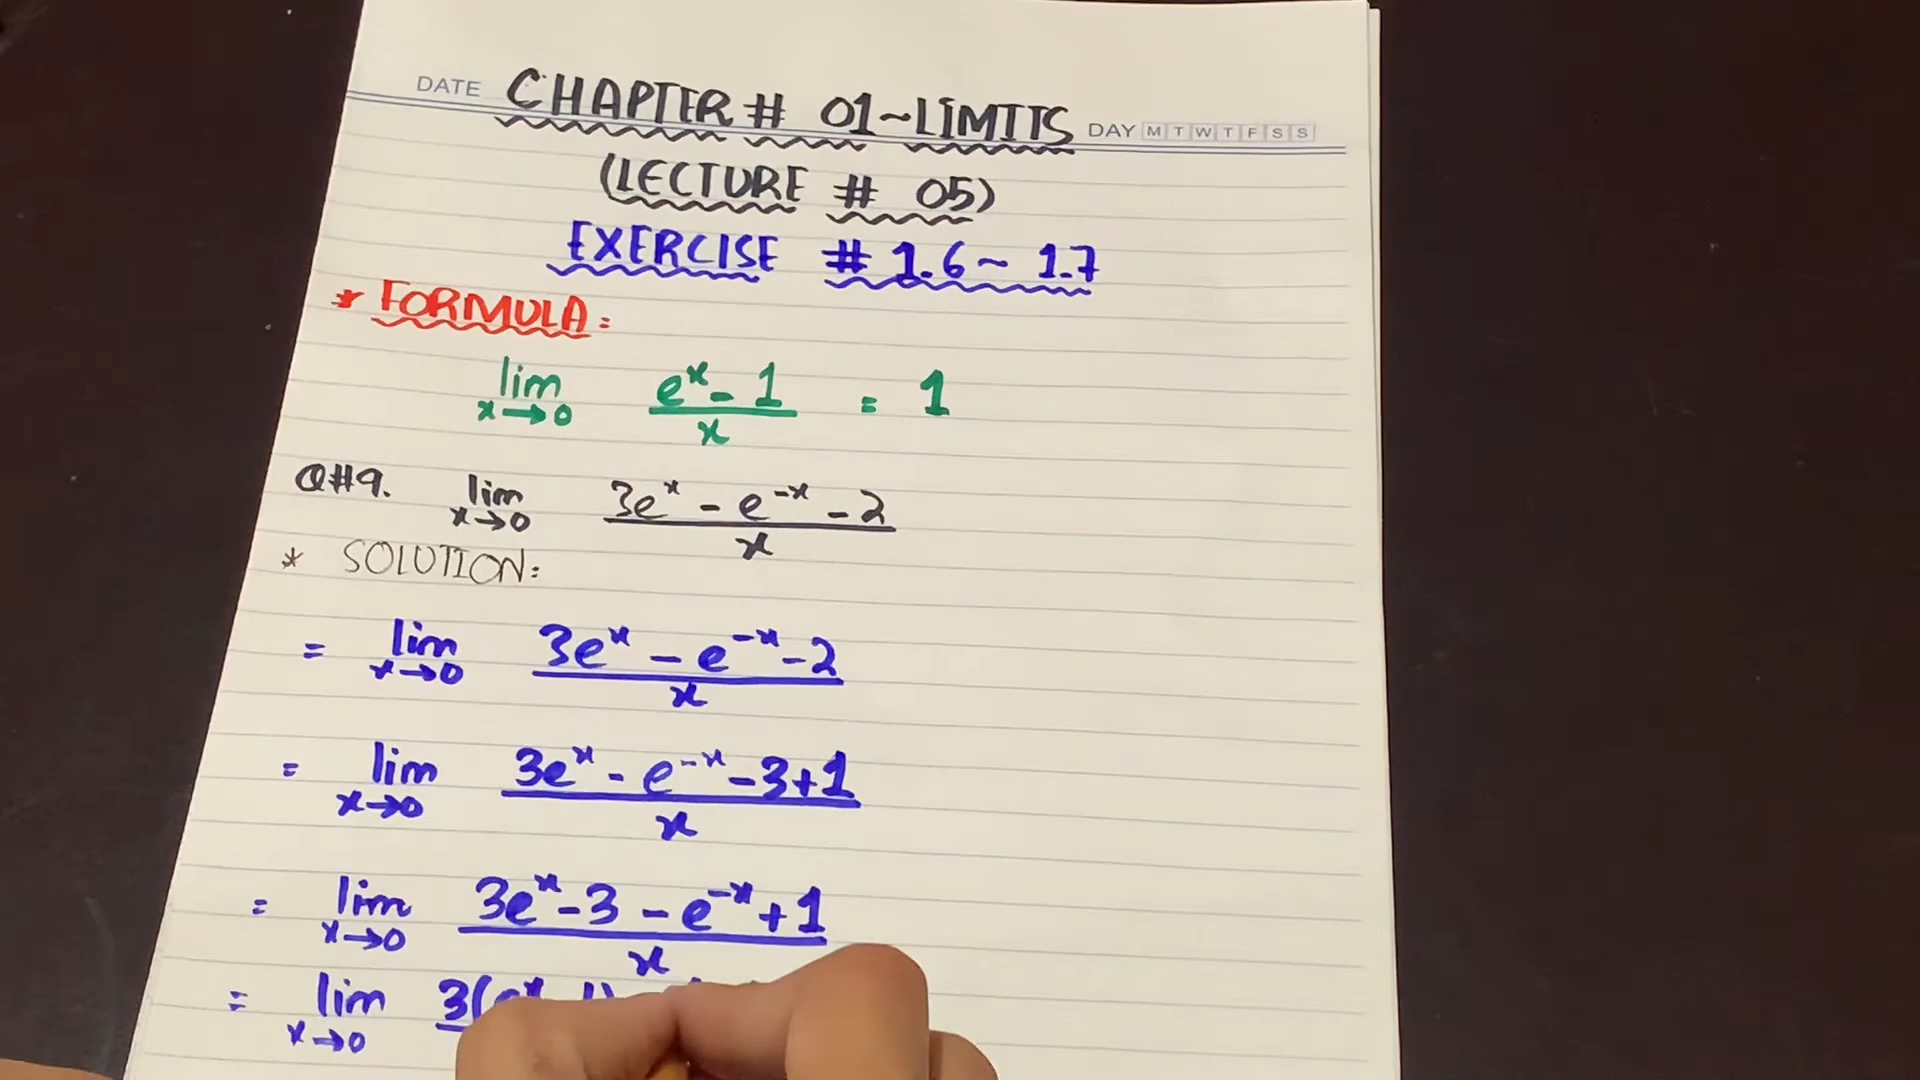 DATE CHAPTER # 01~LIMITS DAY M T W T F S S
(LECTURE # 05)
EXERCISE # 1.6 ~ 1.7
* FORMULA:
lim x→0 (e^x - 1)/x = 1
Q#9. lim x→0 (3e^x - e^-x - 2)/x
* SOLUTION:
= lim x→0 (3e^x - e^-x - 2)/x
= lim x→0 (3e^x - e^-x - 3+1)/x
= lim x→0 (3e^x - 3 - e^-x + 1)/x
= lim x→0 3(